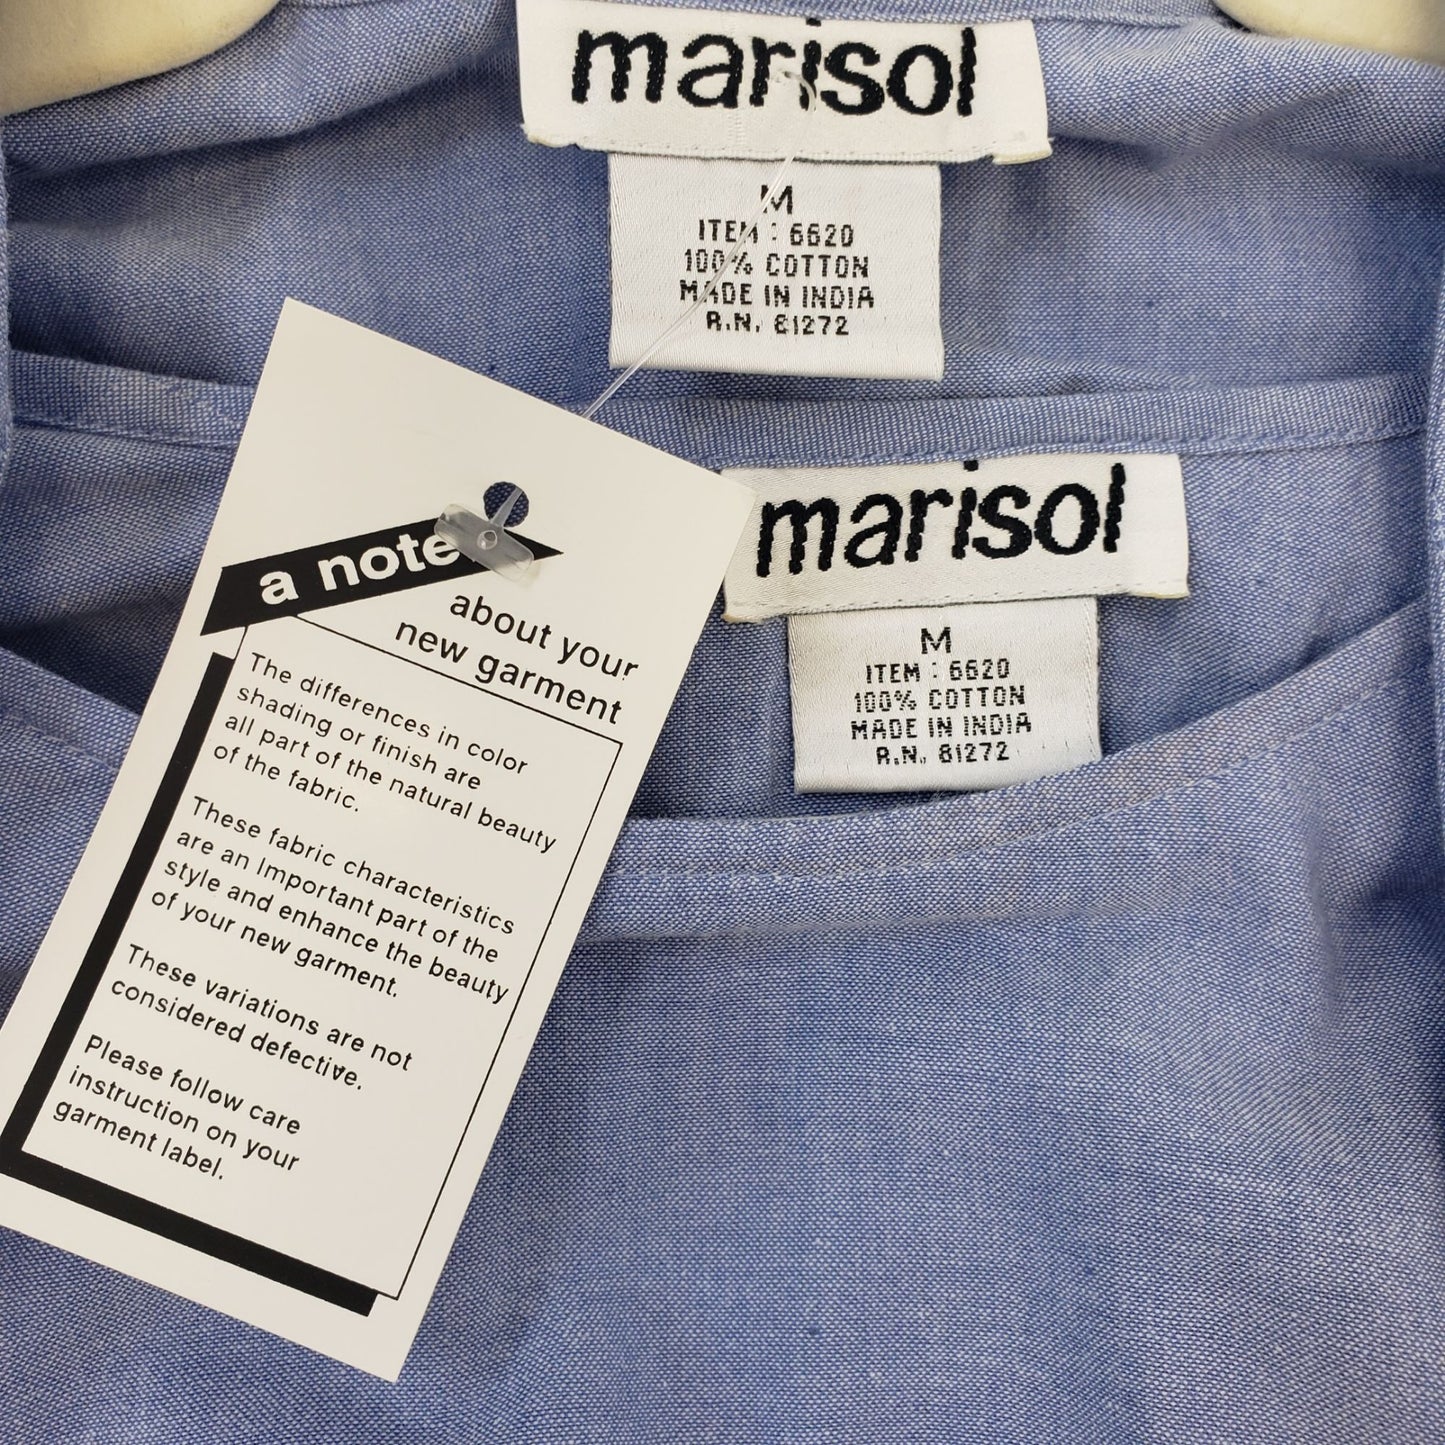 marisol
M
ITEM : 6620
100% COTTON
MADE IN INDIA
R.N. 81272
marisol
M
ITEM : 6620
100% COTTON
MADE IN INDIA
R.N. 81272
a note
about your
new garment
The differences in color
shading or finish are
all part of the natural beauty
of the fabric.
These fabric characteristics
are an Important part of the
style and enhance the beauty
of your new garment.
These variations are not
considered defective.
Please follow care
instruction on your
garment label.